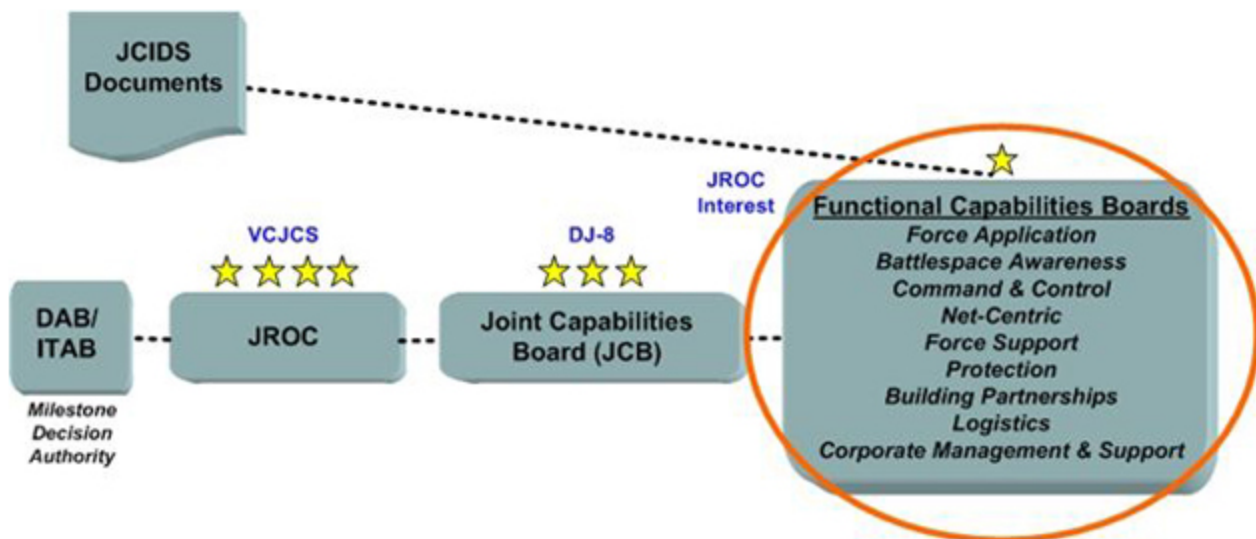 JCIDS
Documents
JROC
Interest
Functional Capabilities Boards
Force Application
Battlespace Awareness
Command & Control
Net-Centric
Force Support
Protection
Building Partnerships
Logistics
Corporate Management & Support
VCJCS
DJ-8
DAB/
ITAB
JROC
Joint Capabilities
Board (JCB)
Milestone
Decision
Authority